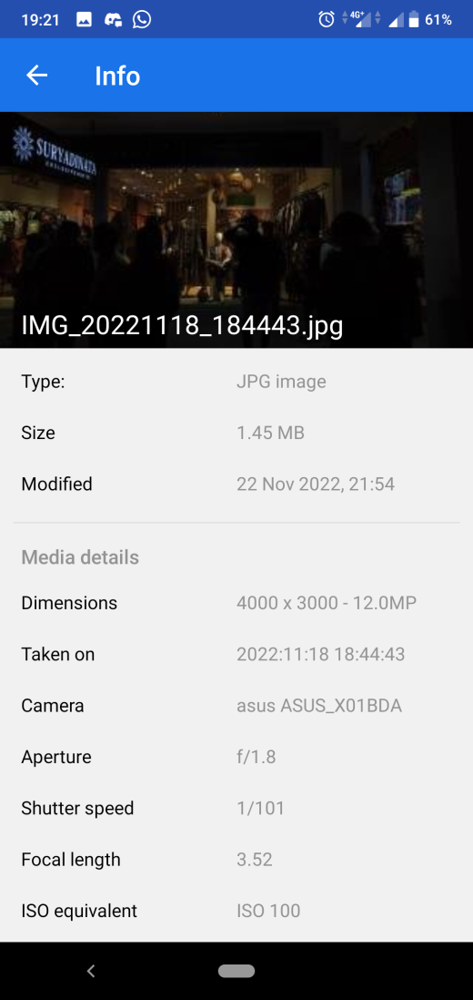 19:21
4G+
61%
Info
SURYADINATA
IMG_20221118_184443.jpg
Type: JPG image
Size 1.45 MB
Modified 22 Nov 2022, 21:54
Media details
Dimensions 4000 x 3000 - 12.0MP
Taken on 2022:11:18 18:44:43
Camera asus ASUS_X01BDA
Aperture f/1.8
Shutter speed 1/101
Focal length 3.52
ISO equivalent ISO 100